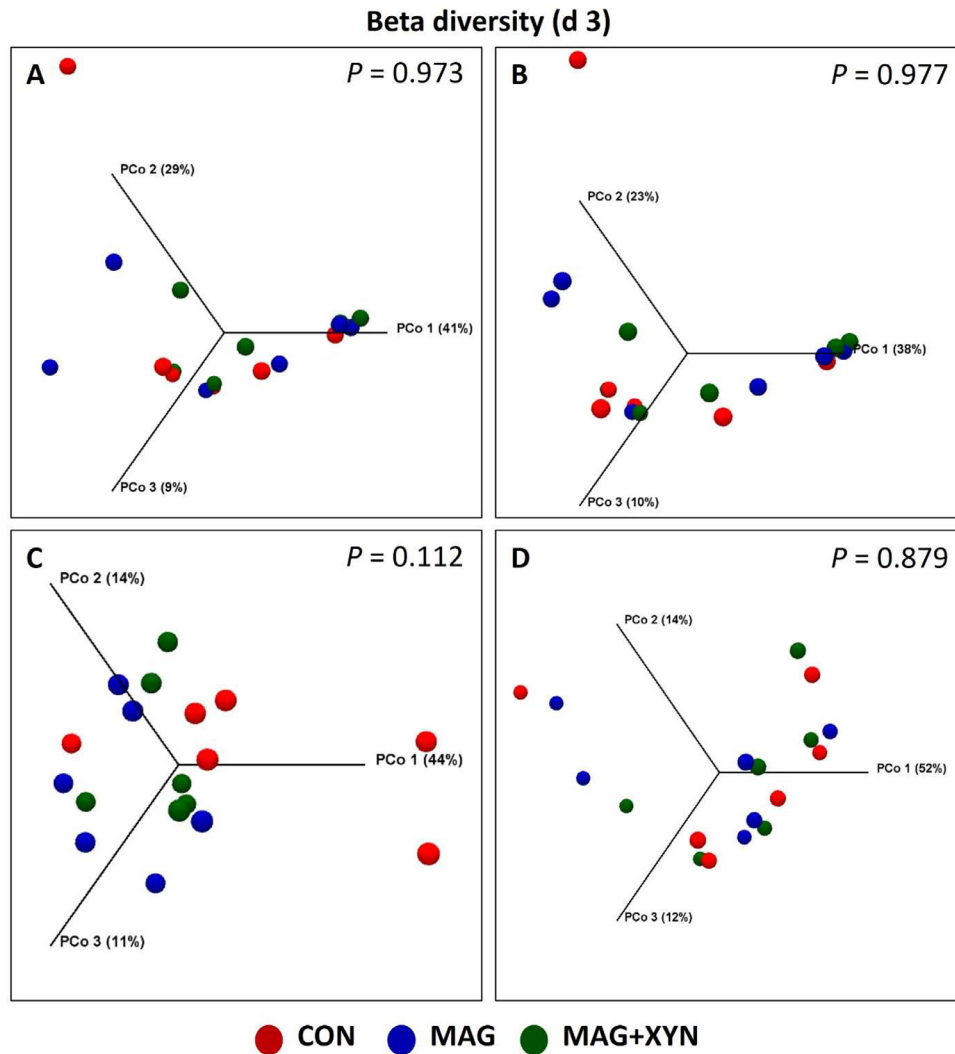 Beta diversity (d 3)
A
P = 0.973
PCo 2 (29%)
PCo 1 (41%)
PCo 3 (9%)
B
P = 0.977
PCo 2 (23%)
PCo 1 (38%)
PCo 3 (10%)
C
P = 0.112
PCo 2 (14%)
PCo 1 (44%)
PCo 3 (11%)
D
P = 0.879
PCo 2 (14%)
PCo 1 (52%)
PCo 3 (12%)
CON MAG MAG+XYN